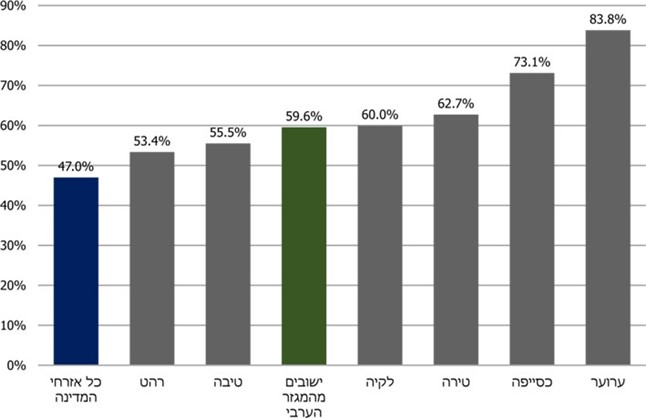 90%
80%
70%
60%
50%
40%
30%
20%
10%
0%
47.0%
53.4%
55.5%
59.6%
60.0%
62.7%
73.1%
83.8%
כל אזרחי
המדינה
רהט
טיבה
ישובים
מהמגזר
הערבי
לקיה
טירה
כסייפה
ערוער